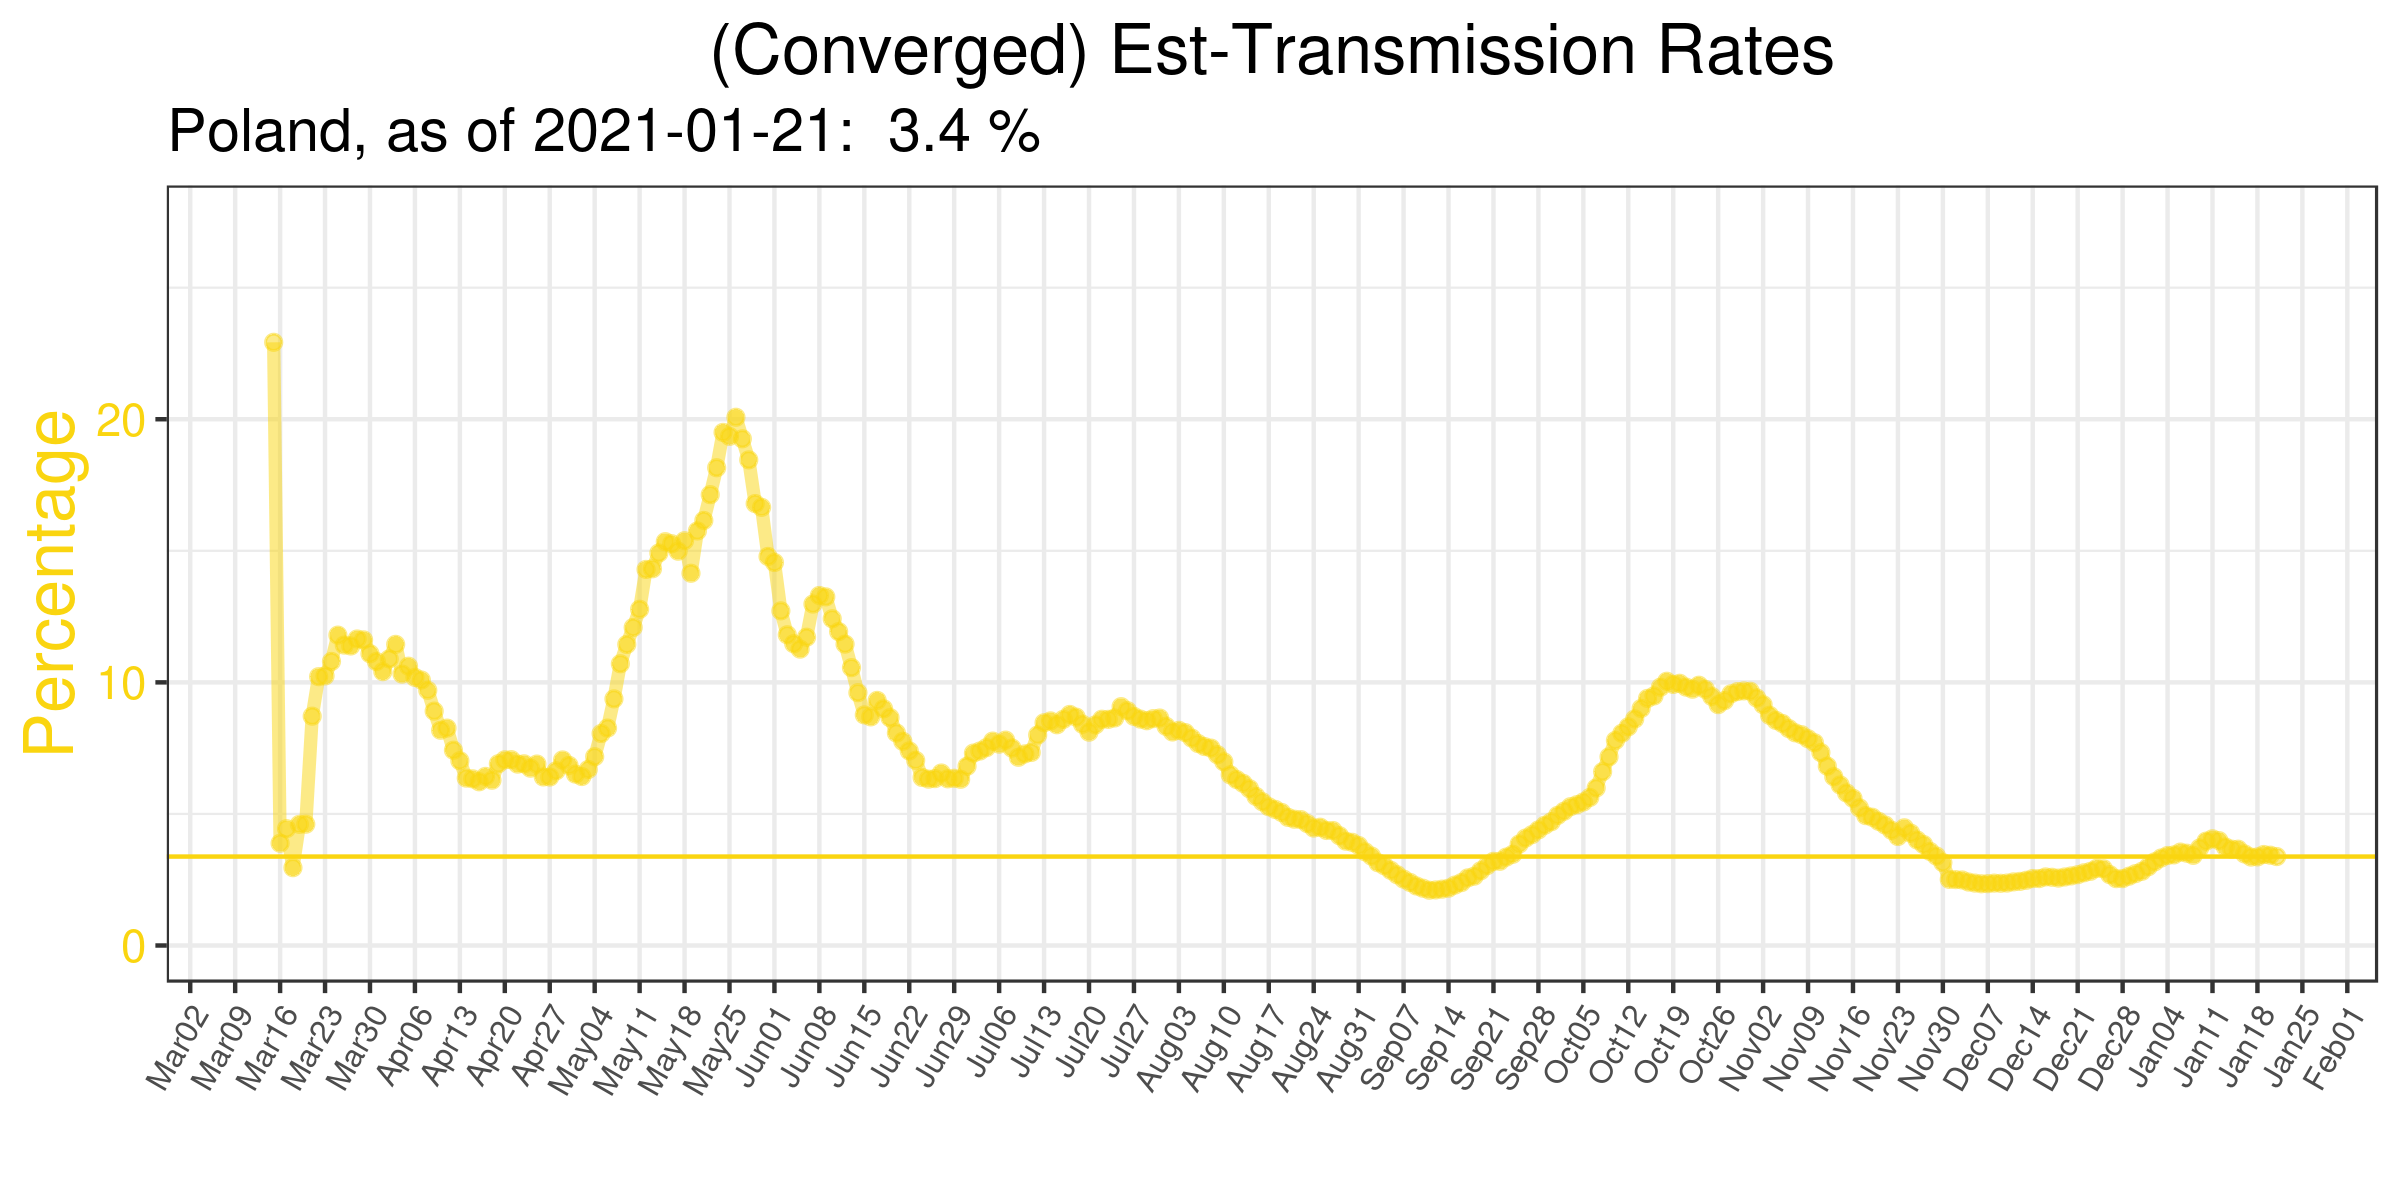 (Converged) Est-Transmission Rates
Poland, as of 2021-01-21:  3.4 %
Percentage
20
10
0
Mar02
Mar09
Mar16
Mar23
Mar30
Apr06
Apr13
Apr20
Apr27
May04
May11
May18
May25
Jun01
Jun08
Jun15
Jun22
Jun29
Jul06
Jul13
Jul20
Jul27
Aug03
Aug10
Aug17
Aug24
Aug31
Sep07
Sep14
Sep21
Sep28
Oct05
Oct12
Oct19
Oct26
Nov02
Nov09
Nov16
Nov23
Nov30
Dec07
Dec14
Dec21
Dec28
Jan04
Jan11
Jan18
Jan25
Feb01